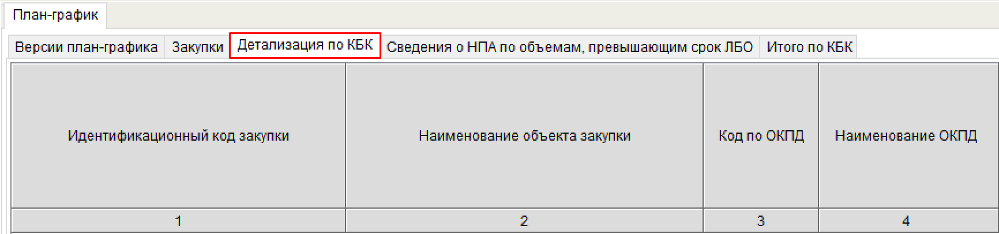 План-график
Версии план-графика Закупки Детализация по КБК Сведения о НПА по объемам, превышающим срок ЛБО Итого по КБК
Идентификационный код закупки Наименование объекта закупки Код по ОКПД Наименование ОКПД
1 2 3 4